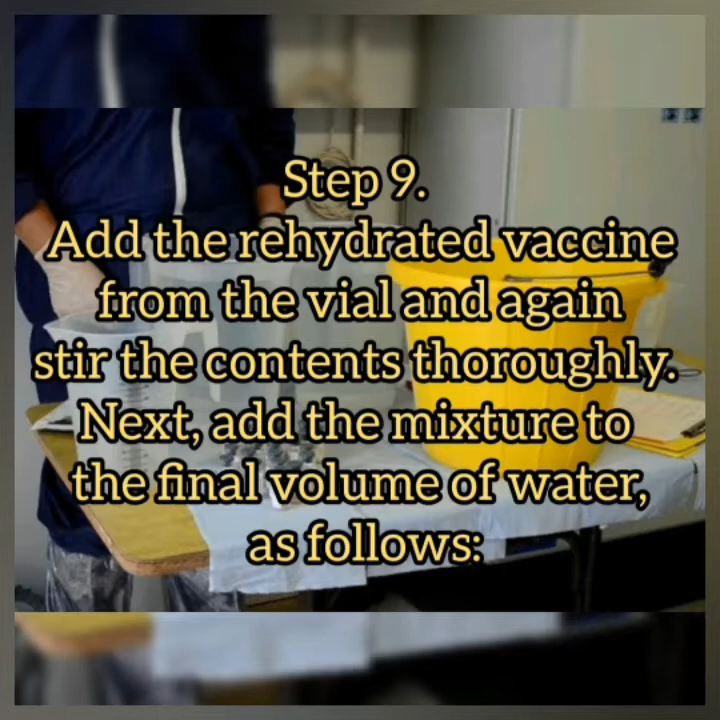 Step 9.
Add the rehydrated vaccine
from the vial and again
stir the contents thoroughly.
Next, add the mixture to
the final volume of water,
as follows: